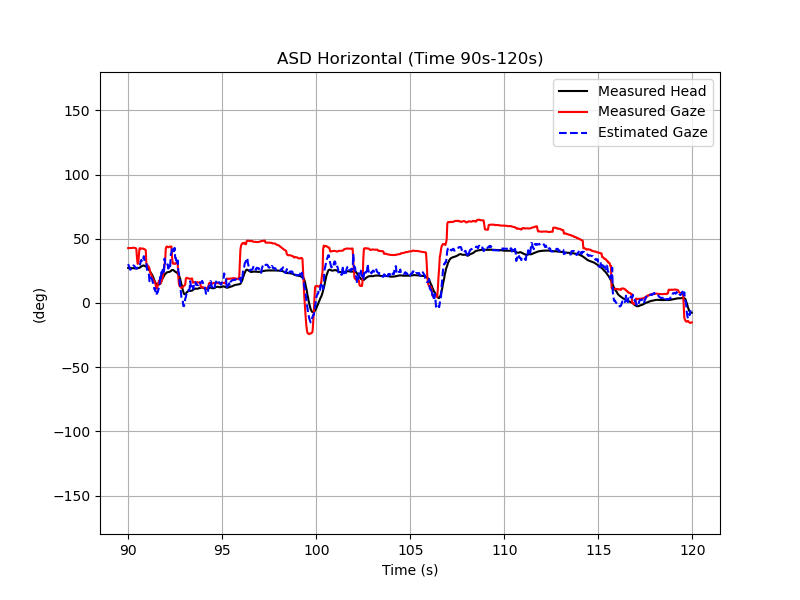 ASD Horizontal (Time 90s-120s)
Measured Head
Measured Gaze
Estimated Gaze
150
100
50
0
−50
−100
−150
(deg)
90 95 100 105 110 115 120
Time (s)